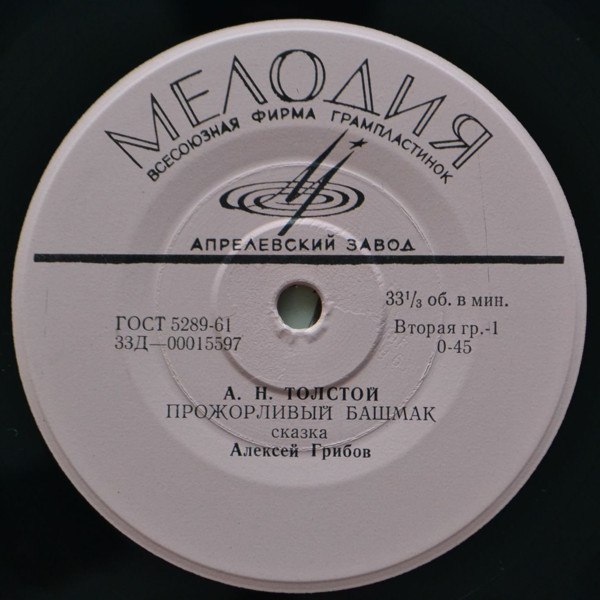 МЕЛОДИЯ
ВСЕСОЮЗНАЯ ФИРМА ГРАМПЛАСТИНОК
АПРЕЛЕВСКИЙ ЗАВОД
33⅓ об. в мин.
ГОСТ 5289-61
Вторая гр.-1
33Д—00015597
0-45
А. Н. ТОЛСТОЙ
ПРОЖОРЛИВЫЙ БАШМАК
сказка
Алексей Грибов